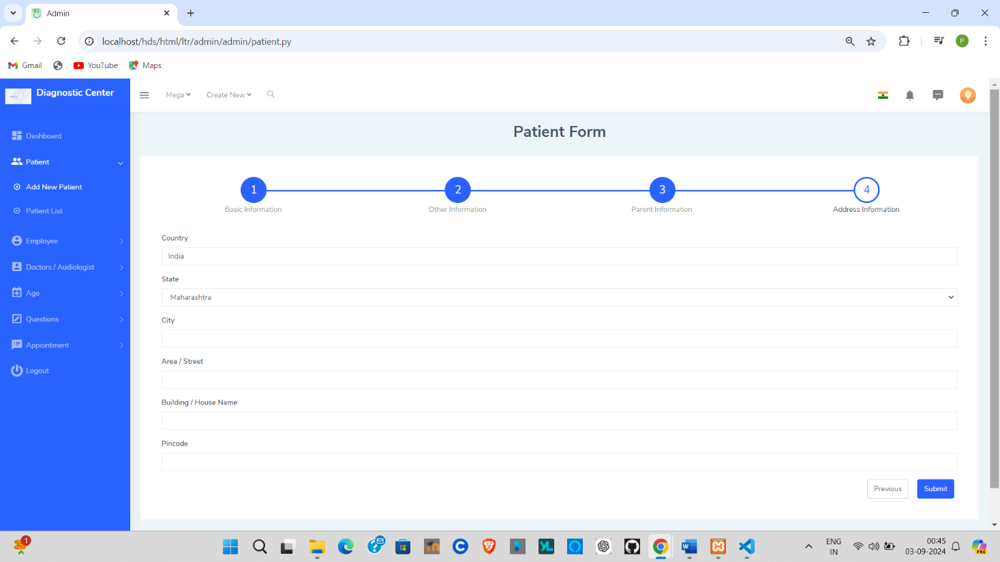 Admin
localhost/hds/html/ltr/admin/admin/patient.py
P
Gmail
YouTube
Maps
Diagnostic Center
Mega
Create New
Dashboard
Patient
Add New Patient
Patient List
Employee
Doctors / Audiologist
Age
Questions
Appointment
Logout
Patient Form
1 2 3 4
Basic Information Other Information Parent Information Address Information
Country
India
State
Maharashtra
City
Area / Street
Building / House Name
Pincode
Previous Submit
1
ENG
IN
00:45
03-09-2024
PRE